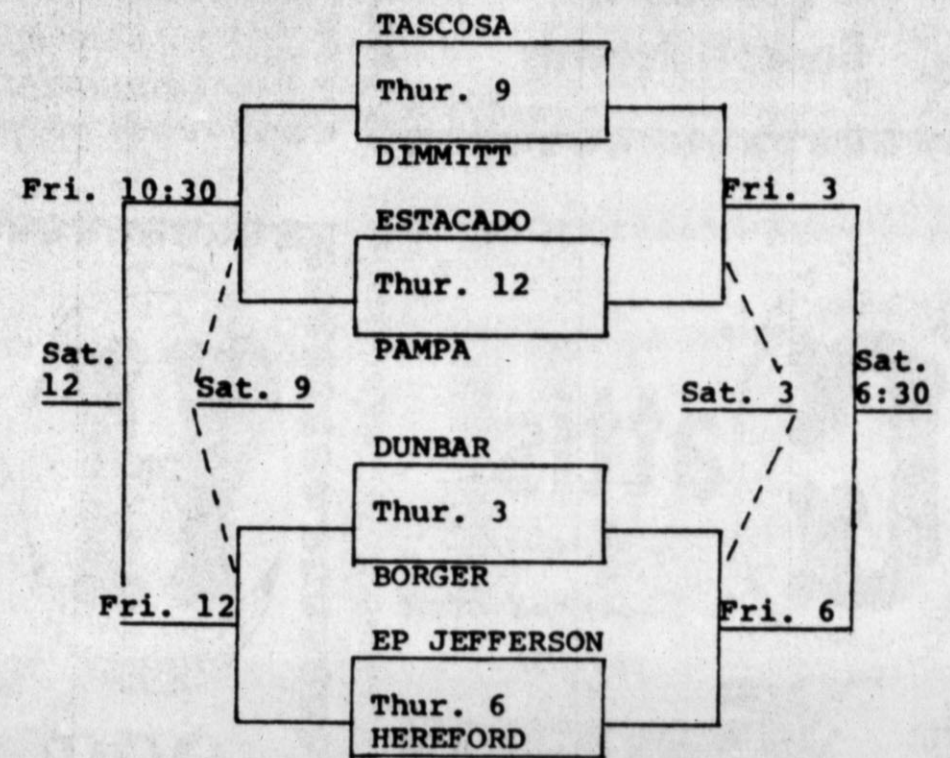 TASCOSA
Thur. 9
DIMMITT
Fri. 10:30
Fri. 3
ESTACADO
Thur. 12
PAMPA
Sat.
12
Sat. 9
Sat. 3
Sat.
6:30
DUNBAR
Thur. 3
BORGER
Fri. 12
Fri. 6
EP JEFFERSON
Thur. 6
HEREFORD